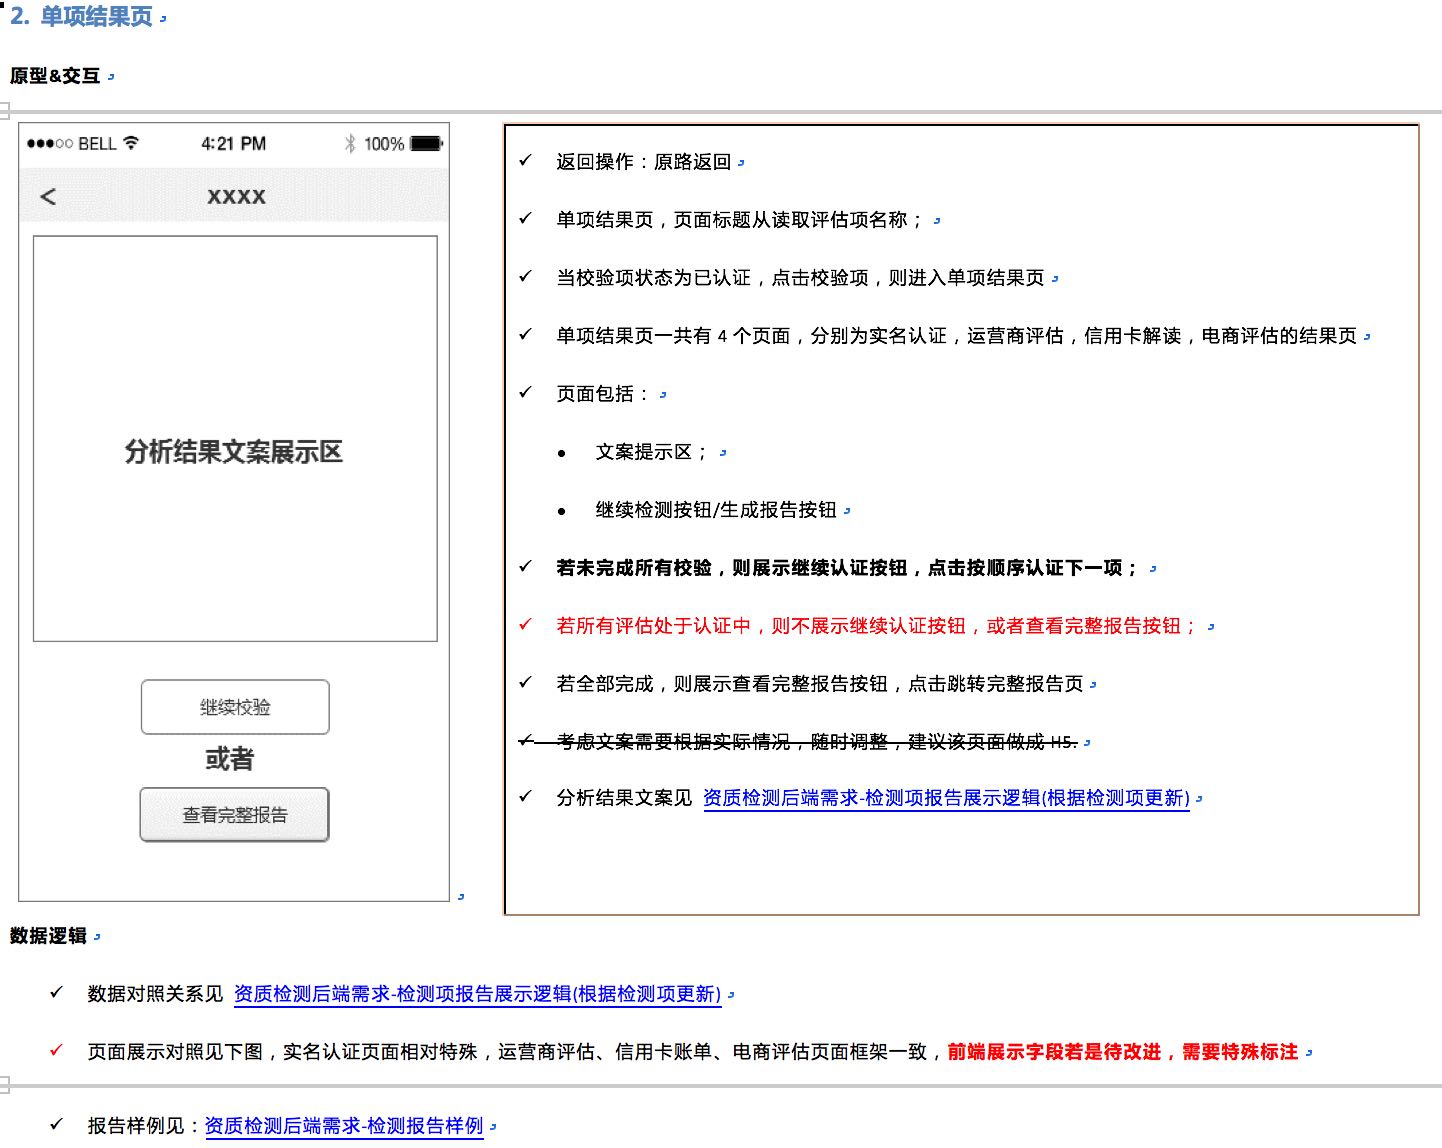 2. 单项结果页
原型&交互
●●●○○ BELL 4:21 PM 100%
< XXXX
分析结果文案展示区
继续校验
或者
查看完整报告
✓ 返回操作：原路返回
✓ 单项结果页，页面标题从读取评估项名称；
✓ 当校验项状态为已认证，点击校验项，则进入单项结果页
✓ 单项结果页一共有 4 个页面，分别为实名认证，运营商评估，信用卡解读，电商评估的结果页
✓ 页面包括：
● 文案提示区；
● 继续检测按钮/生成报告按钮
✓ 若未完成所有校验，则展示继续认证按钮，点击按顺序认证下一项；
✓ 若所有评估处于认证中，则不展示继续认证按钮，或者查看完整报告按钮；
✓ 若全部完成，则展示查看完整报告按钮，点击跳转完整报告页
✓ 考虑文案需要根据实际情况，随时调整，建议该页面做成 H5.
✓ 分析结果文案见 资质检测后端需求-检测项报告展示逻辑(根据检测项更新)
数据逻辑
✓ 数据对照关系见 资质检测后端需求-检测项报告展示逻辑(根据检测项更新)
✓ 页面展示对照见下图，实名认证页面相对特殊，运营商评估、信用卡账单、电商评估页面框架一致，前端展示字段若是待改进，需要特殊标注
✓ 报告样例见：资质检测后端需求-检测报告样例